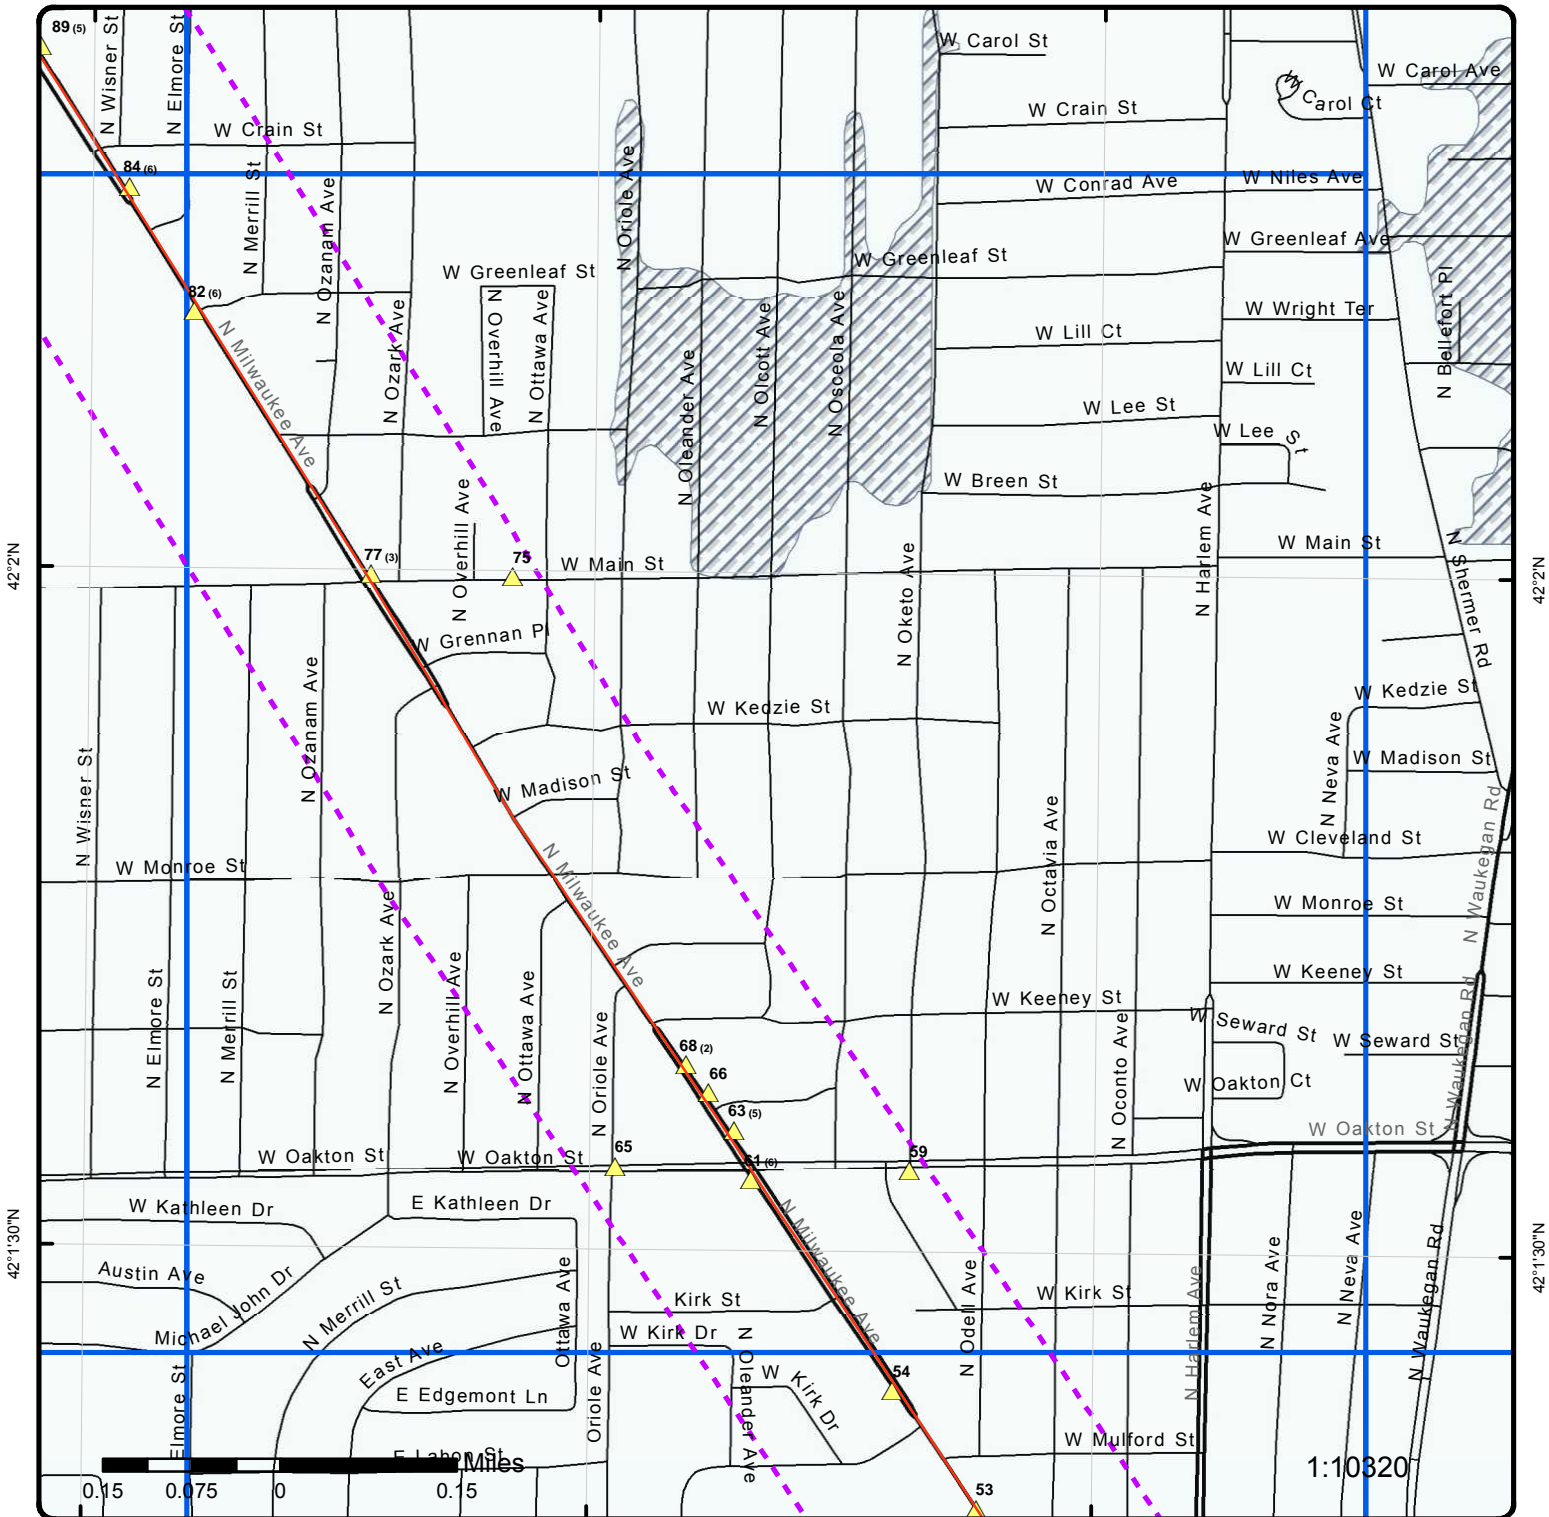 89 (5)
N Wisner St
N Elmore St
W Carol St
W Carol Ave
W Carol Ct
W Crain St
W Crain St
84 (6)
N Merrill St
N Ozanam Ave
N Oriole Ave
W Conrad Ave
W Niles Ave
W Greenleaf Ave
W Greenleaf St
W Greenleaf St
82 (6)
N Milwaukee Ave
N Ozark Ave
N Overhill Ave
N Ottawa Ave
N Oleander Ave
N Olcott Ave
N Osceola Ave
W Wright Ter
N Bellefort Pl
W Lill Ct
W Lill Ct
W Lee St
W Lee St
W Breen St
N Overhill Ave
N Harlem Ave
77 (3)
75
W Main St
W Main St
42°2'N
42°2'N
N Oketo Ave
N Shermer Rd
W Grennan Pl
N Ozanam Ave
W Kedzie St
W Kedzie St
N Wisner St
W Madison St
W Madison St
N Neva Ave
N Octavia Ave
W Cleveland St
N Waukegan Rd
W Monroe St
N Milwaukee Ave
W Monroe St
N Ozark Ave
N Elmore St
N Merrill St
N Overhill Ave
N Ottawa Ave
N Oriole Ave
W Keeney St
W Keeney St
N Waukegan Rd
W Seward St
W Seward St
68 (2)
66
N Oconto Ave
W Oakton Ct
63 (5)
N Waukegan Rd
W Oakton St
W Oakton St
W Oakton St
65
61 (6)
59
W Kathleen Dr
E Kathleen Dr
N Milwaukee Ave
42°1'30"N
42°1'30"N
Austin Ave
Michael John Dr
N Merrill St
Ottawa Ave
Kirk St
W Kirk St
N Odell Ave
N Harlem Ave
N Nora Ave
N Neva Ave
N Waukegan Rd
W Kirk Dr
East Ave
Oriole Ave
N Oleander Ave
W Kirk Dr
54
E Edgemont Ln
Elmore St
E Lahon St
W Mulford St
Miles
1:10320
0.15
0.075
0
0.15
53